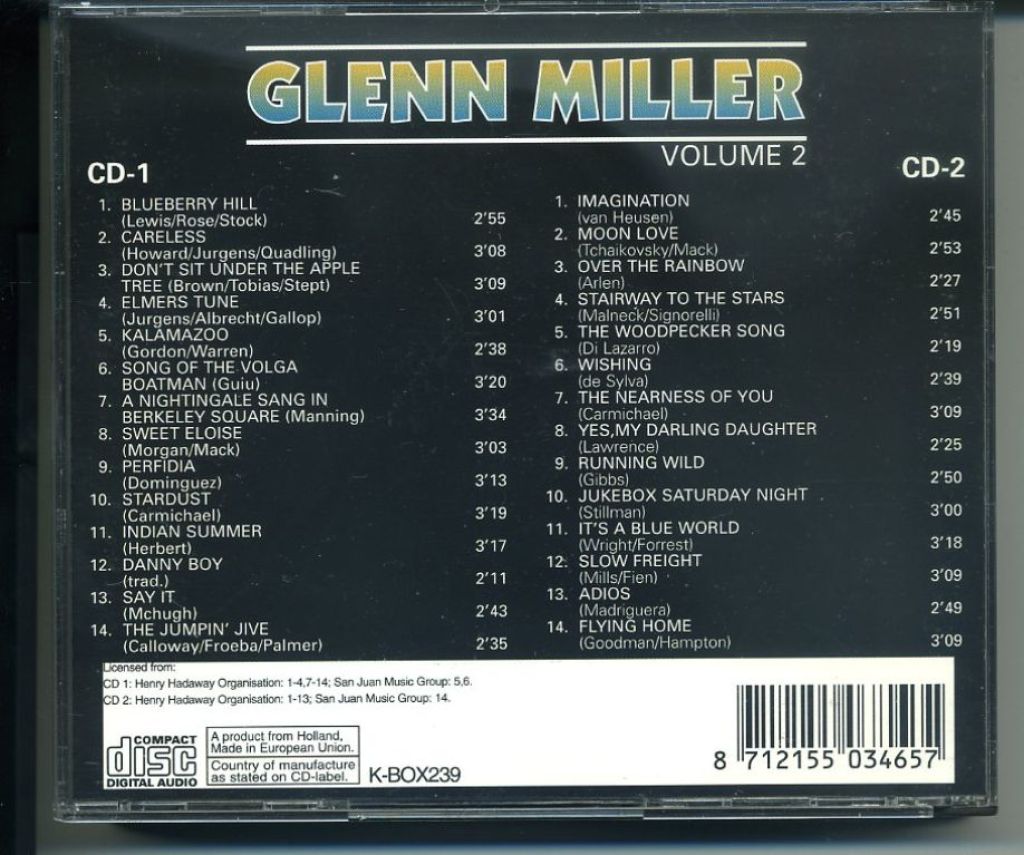 GLENN MILLER
VOLUME 2
CD-1
1. BLUEBERRY HILL
(Lewis/Rose/Stock) 2'55
2. CARELESS
(Howard/Jurgens/Quadling) 3'08
3. DON'T SIT UNDER THE APPLE
TREE (Brown/Tobias/Stept) 3'09
4. ELMERS TUNE
(Jurgens/Albrecht/Gallop) 3'01
5. KALAMAZOO
(Gordon/Warren) 2'38
6. SONG OF THE VOLGA
BOATMAN (Guiu) 3'20
7. A NIGHTINGALE SANG IN
BERKELEY SQUARE (Manning) 3'34
8. SWEET ELOISE
(Morgan/Mack) 3'03
9. PERFIDIA
(Dominguez) 3'13
10. STARDUST
(Carmichael) 3'19
11. INDIAN SUMMER
(Herbert) 3'17
12. DANNY BOY
(trad.) 2'11
13. SAY IT
(Mchugh) 2'43
14. THE JUMPIN' JIVE
(Calloway/Froeba/Palmer) 2'35
CD-2
1. IMAGINATION
(van Heusen) 2'45
2. MOON LOVE
(Tchaikovsky/Mack) 2'53
3. OVER THE RAINBOW
(Arlen) 2'27
4. STAIRWAY TO THE STARS
(Malneck/Signorelli) 2'51
5. THE WOODPECKER SONG
(Di Lazarro) 2'19
6. WISHING
(de Sylva) 2'39
7. THE NEARNESS OF YOU
(Carmichael) 3'09
8. YES,MY DARLING DAUGHTER
(Lawrence) 2'25
9. RUNNING WILD
(Gibbs) 2'50
10. JUKEBOX SATURDAY NIGHT
(Stillman) 3'00
11. IT'S A BLUE WORLD
(Wright/Forrest) 3'18
12. SLOW FREIGHT
(Mills/Fien) 3'09
13. ADIOS
(Madriguera) 2'49
14. FLYING HOME
(Goodman/Hampton) 3'09
Licensed from:
CD 1: Henry Hadaway Organisation: 1-4,7-14; San Juan Music Group: 5,6.
CD 2: Henry Hadaway Organisation: 1-13; San Juan Music Group: 14.
COMPACT
disc
DIGITAL AUDIO
A product from Holland,
Made in European Union.
Country of manufacture
as stated on CD-label.
K-BOX239
8 712155 034657